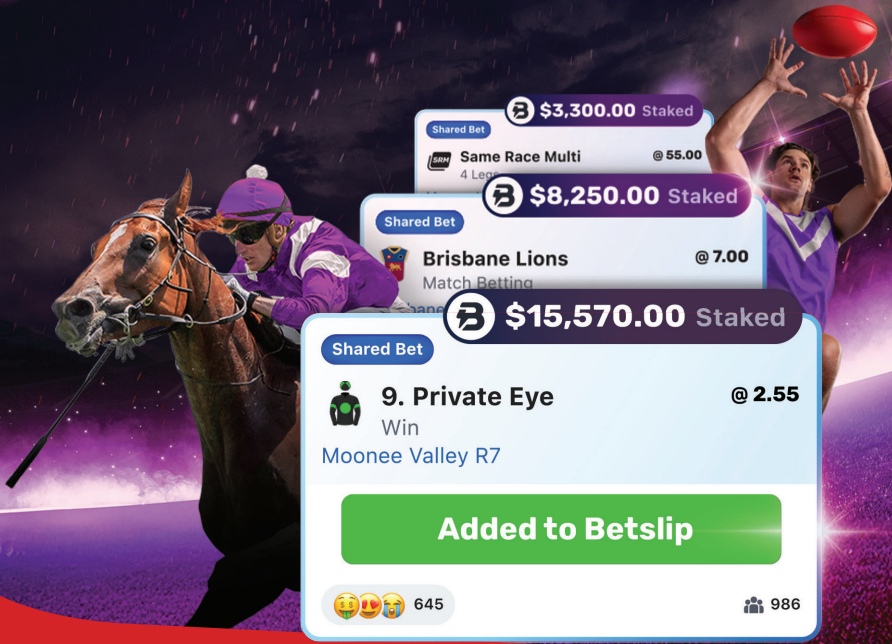 $3,300.00 Staked
Shared Bet
SRM Same Race Multi @ 55.00
4 Legs
$8,250.00 Staked
Shared Bet
Brisbane Lions @ 7.00
Match Betting
$15,570.00 Staked
Shared Bet
9. Private Eye @ 2.55
Win
Moonee Valley R7
Added to Betslip
645 986